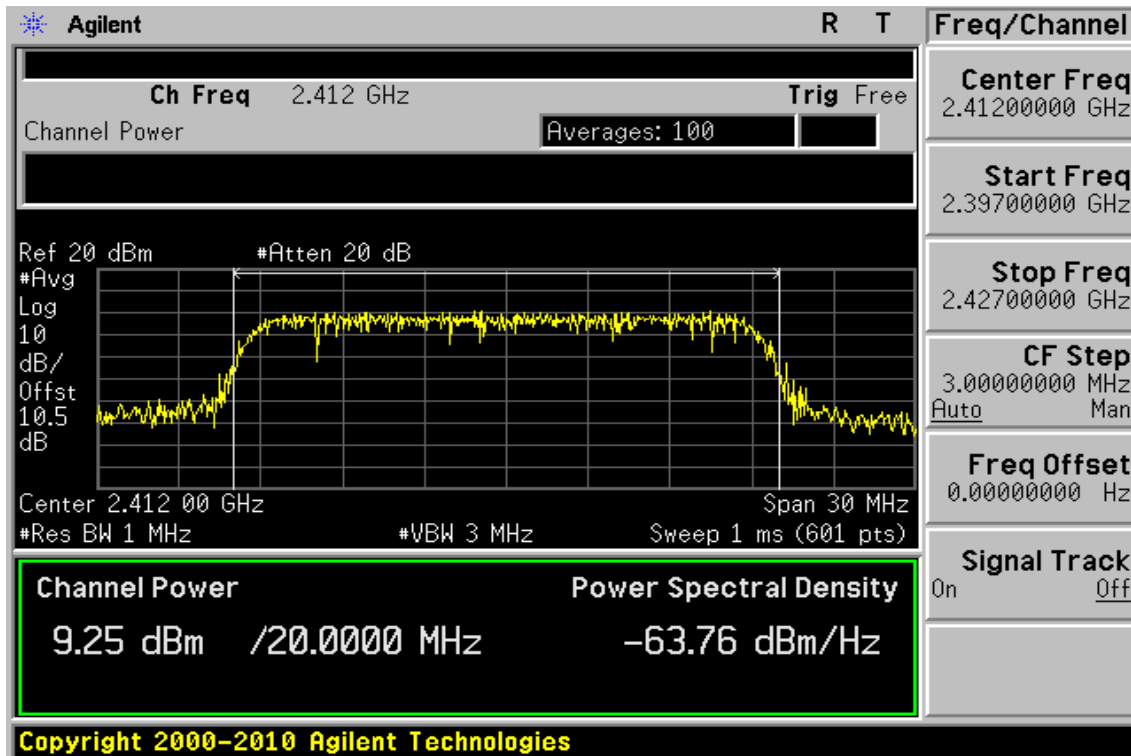 Agilent R T
Ch Freq 2.412 GHz Trig Free
Channel Power Averages: 100
Ref 20 dBm #Atten 20 dB
#Avg
Log
10
dB/
Offst
10.5
dB
Center 2.412 00 GHz Span 30 MHz
#Res BW 1 MHz #VBW 3 MHz Sweep 1 ms (601 pts)
Channel Power Power Spectral Density
9.25 dBm /20.0000 MHz -63.76 dBm/Hz
Copyright 2000-2010 Agilent Technologies
Freq/Channel
Center Freq
2.41200000 GHz
Start Freq
2.39700000 GHz
Stop Freq
2.42700000 GHz
CF Step
3.00000000 MHz
Auto Man
Freq Offset
0.00000000 Hz
Signal Track
On Off